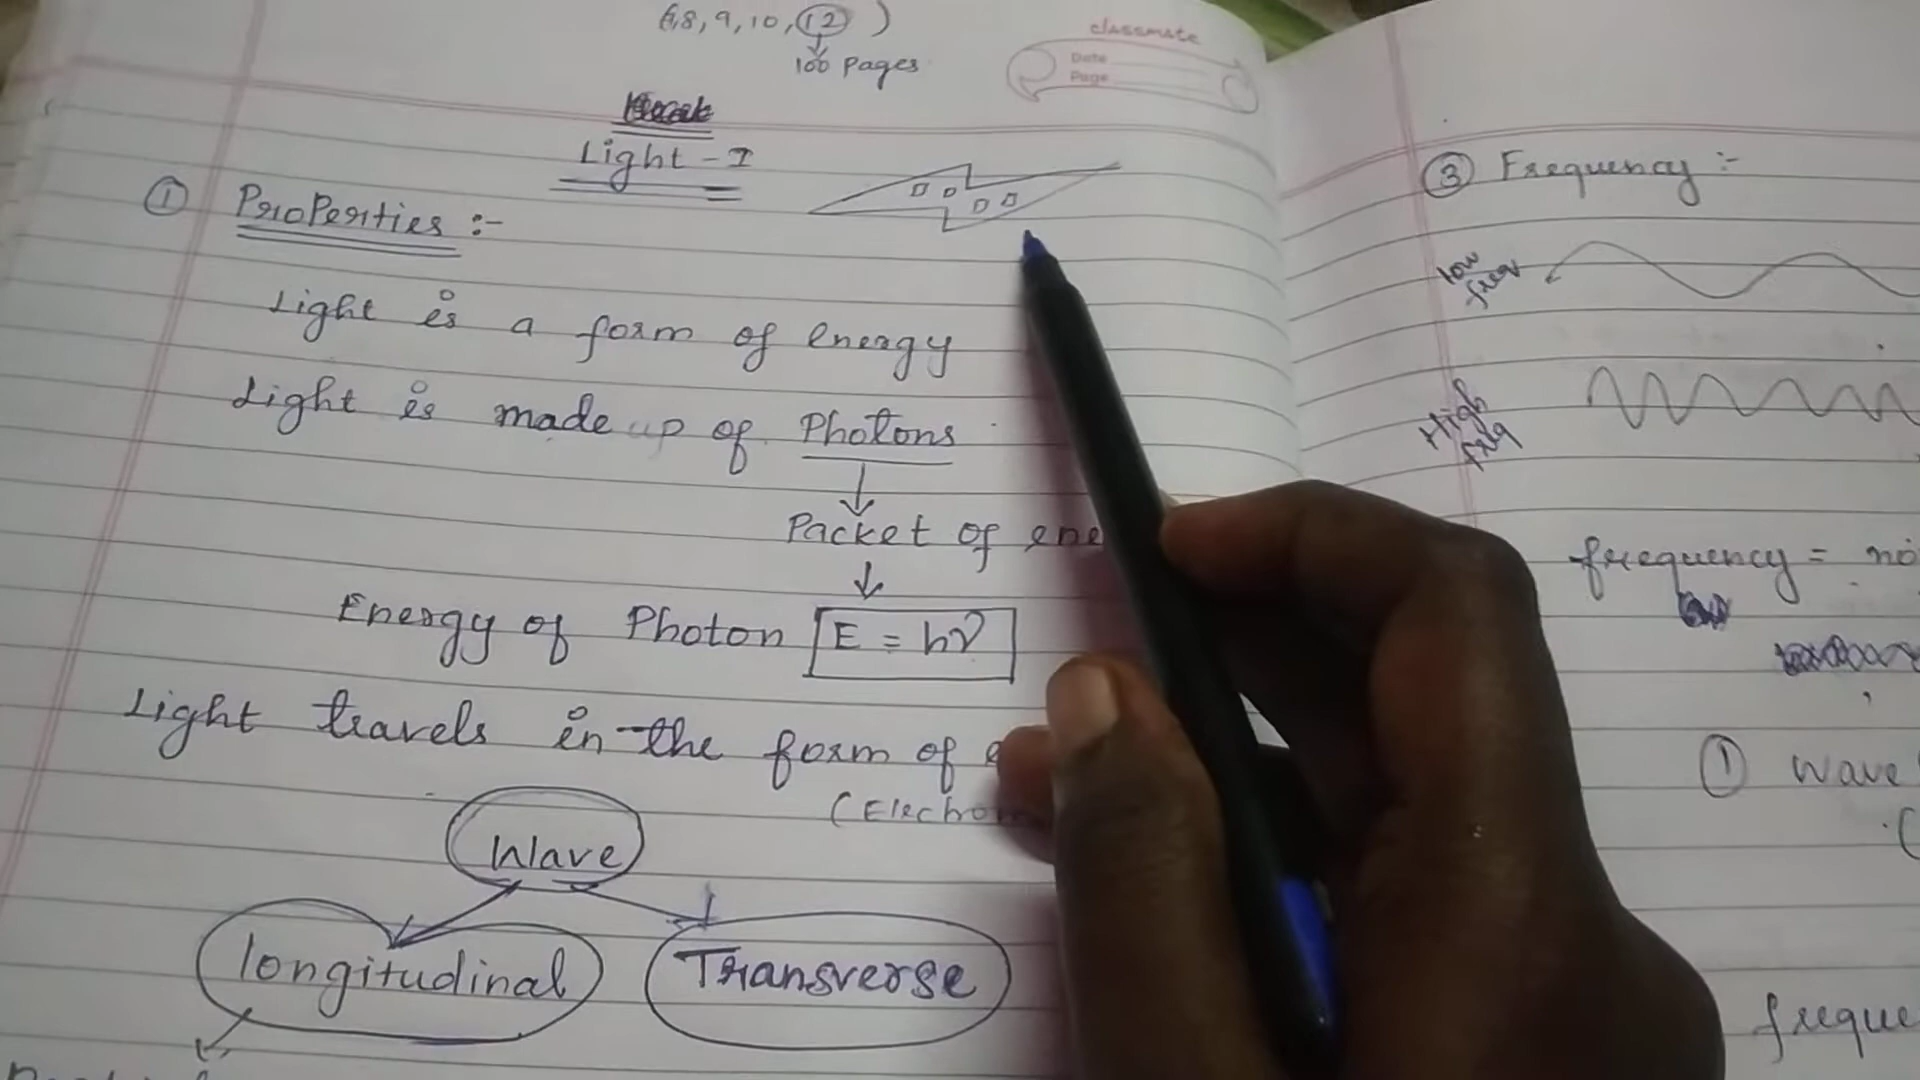 8, 9, 10, 12 )
100 Pages
classmate
Date
Page
Light - I
① Properties :-
Light is a form of energy
Light is made up of Photons
Packet of ene
Energy of Photon E = hν
Light travels in the form of e
(Electrom
Wave
longitudinal
Transverse
③ Frequency :-
low
freq
High
freq
frequency = no
① Wave
(
freque